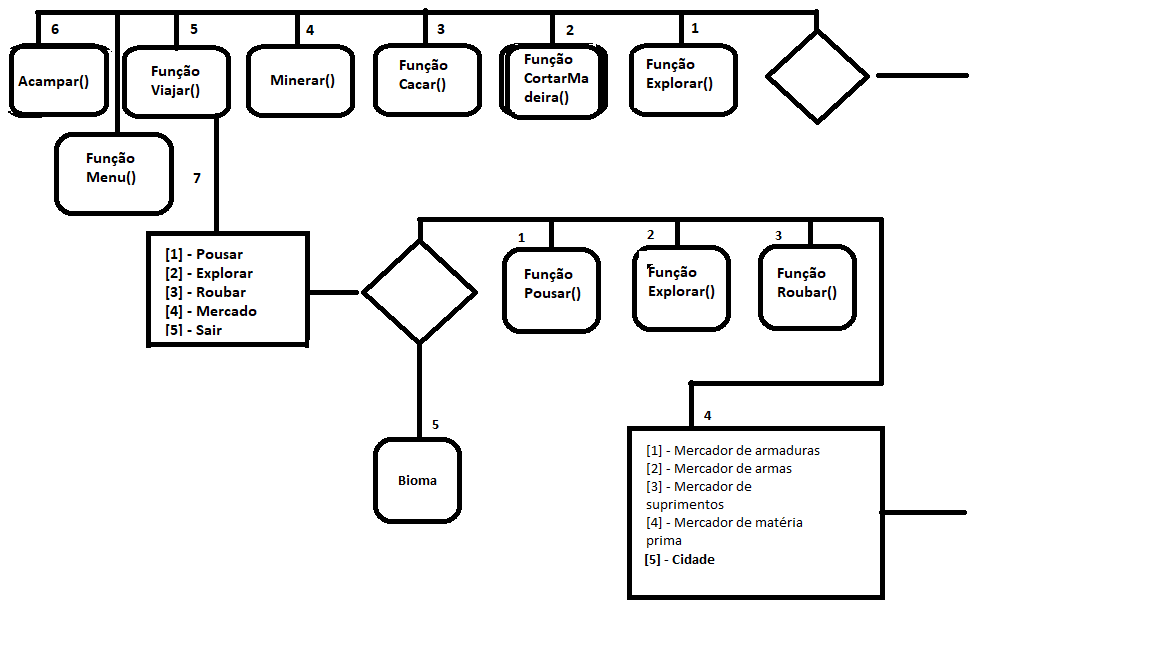 6
5
4
3
2
1
Acampar()
Função
Viajar()
Minerar()
Função
Cacar()
Função
CortarMa
deira()
Função
Explorar()
Função
Menu()
7
[1] - Pousar
[2] - Explorar
[3] - Roubar
[4] - Mercado
[5] - Sair
1
2
3
Função
Pousar()
Função
Explorar()
Função
Roubar()
5
Bioma
4
[1] - Mercador de armaduras
[2] - Mercador de armas
[3] - Mercador de
suprimentos
[4] - Mercador de matéria
prima
[5] - Cidade